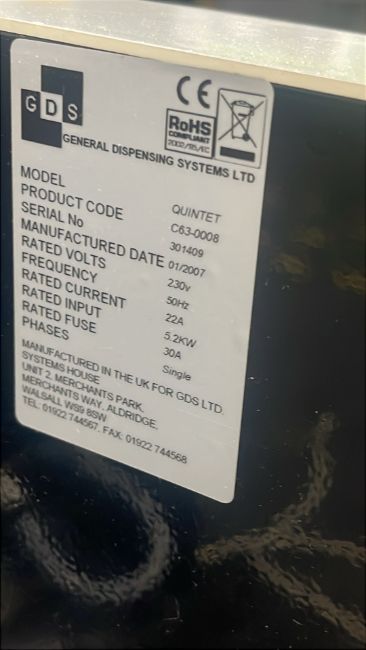 GDS
CE
RoHS
COMPLIANT
2002/95/EC
GENERAL DISPENSING SYSTEMS LTD
MODEL QUINTET
PRODUCT CODE C63-0008
SERIAL No 301409
MANUFACTURED DATE 01/2007
RATED VOLTS 230v
FREQUENCY 50Hz
RATED CURRENT 22A
RATED INPUT 5.2KW
RATED FUSE 30A
PHASES Single
MANUFACTURED IN THE UK FOR GDS LTD.
SYSTEMS HOUSE
UNIT 2, MERCHANTS PARK,
MERCHANTS WAY, ALDRIDGE,
WALSALL WS9 8SW
TEL: 01922 744567. FAX: 01922 744568